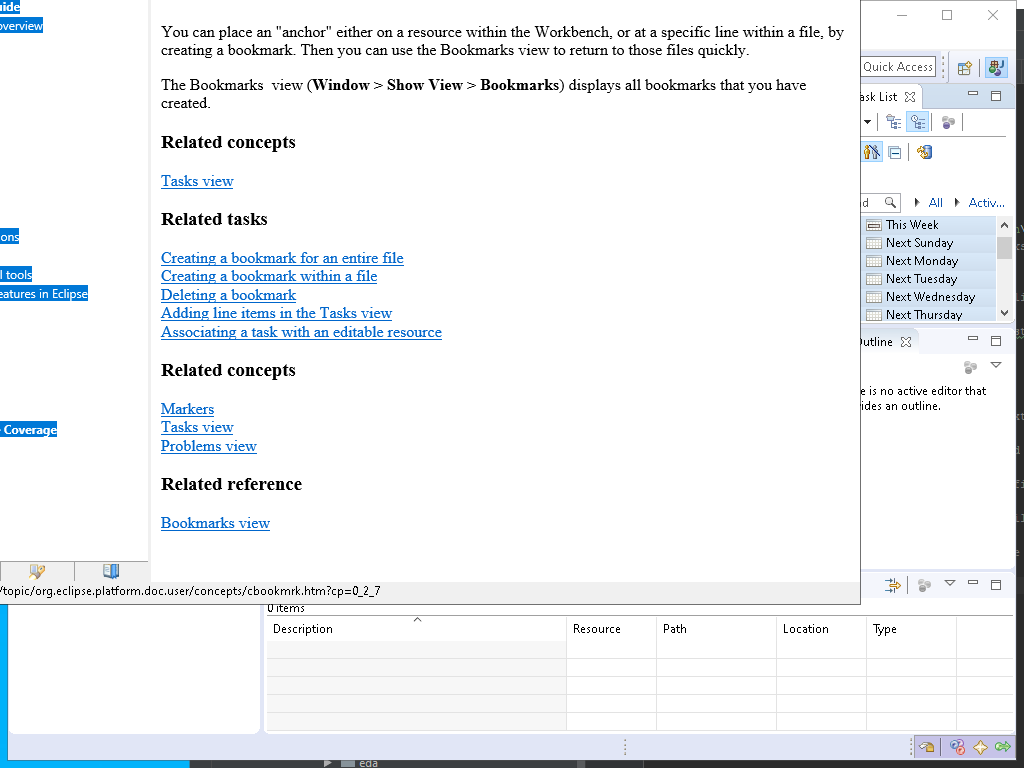 uide
overview
ons
l tools
eatures in Eclipse
Coverage
You can place an "anchor" either on a resource within the Workbench, or at a specific line within a file, by
creating a bookmark. Then you can use the Bookmarks view to return to those files quickly.
The Bookmarks view (Window > Show View > Bookmarks) displays all bookmarks that you have
created.
Related concepts
Tasks view
Related tasks
Creating a bookmark for an entire file
Creating a bookmark within a file
Deleting a bookmark
Adding line items in the Tasks view
Associating a task with an editable resource
Related concepts
Markers
Tasks view
Problems view
Related reference
Bookmarks view
/topic/org.eclipse.platform.doc.user/concepts/cbookmrk.htm?cp=0_2_7
Quick Access
ask List
All
Activ...
This Week
Next Sunday
Next Monday
Next Tuesday
Next Wednesday
Next Thursday
utline
e is no active editor that
ides an outline.
0 items
Description Resource Path Location Type
eda